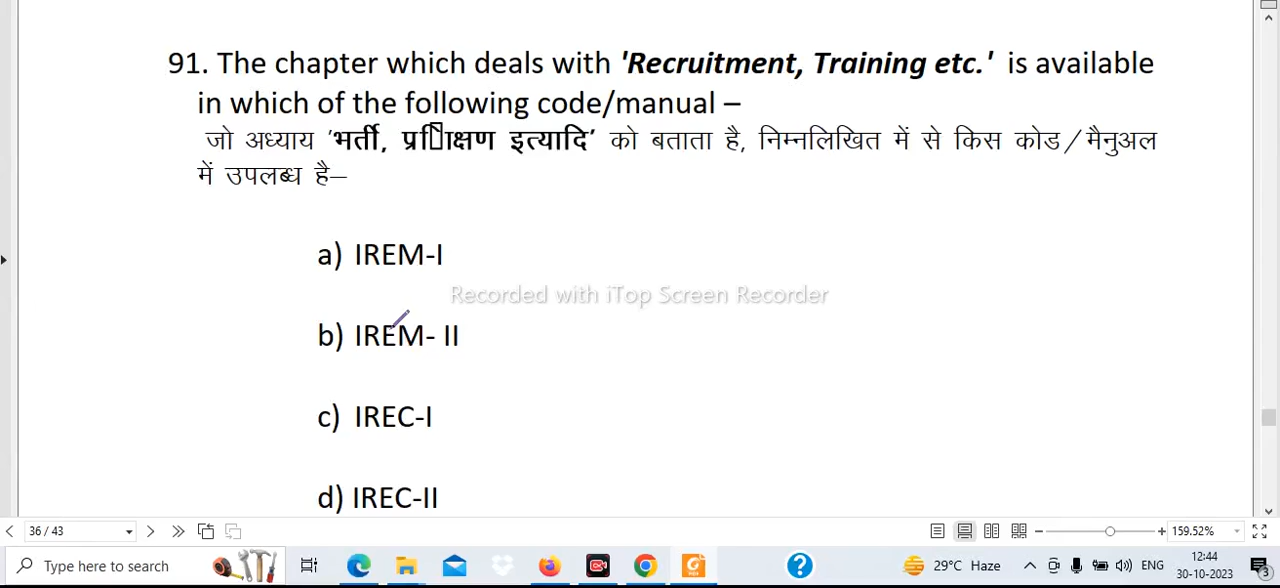 91. The chapter which deals with 'Recruitment, Training etc.' is available
in which of the following code/manual –
जो अध्याय 'भर्ती, प्रि▯क्षण इत्यादि' को बताता है, निम्नलिखित में से किस कोड/मैनुअल
में उपलब्ध है–
a) IREM-I
Recorded with iTop Screen Recorder
b) IREM- II
c) IREC-I
d) IREC-II
36 / 43
159.52%
Type here to search
29°C Haze
ENG
12:44
30-10-2023
3